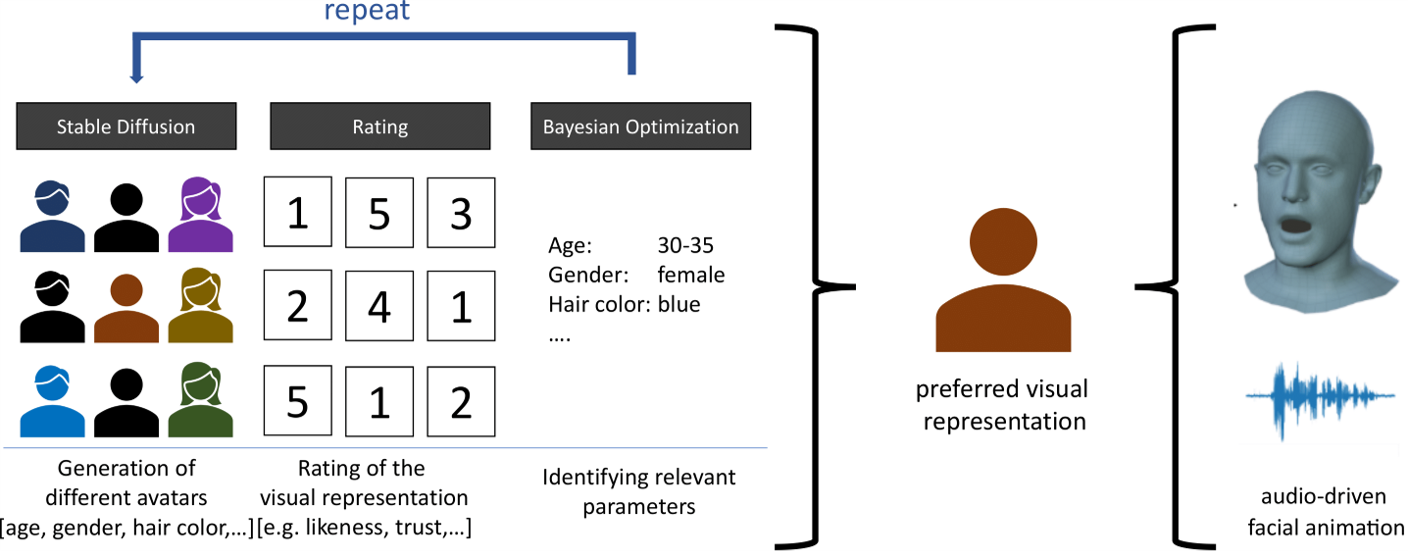 repeat
Stable Diffusion
Rating
Bayesian Optimization
1 5 3
2 4 1
5 1 2
Age: 30-35
Gender: female
Hair color: blue
....
Generation of
different avatars
[age, gender, hair color,...]
Rating of the
visual representation
[e.g. likeness, trust,...]
Identifying relevant
parameters
preferred visual
representation
audio-driven
facial animation